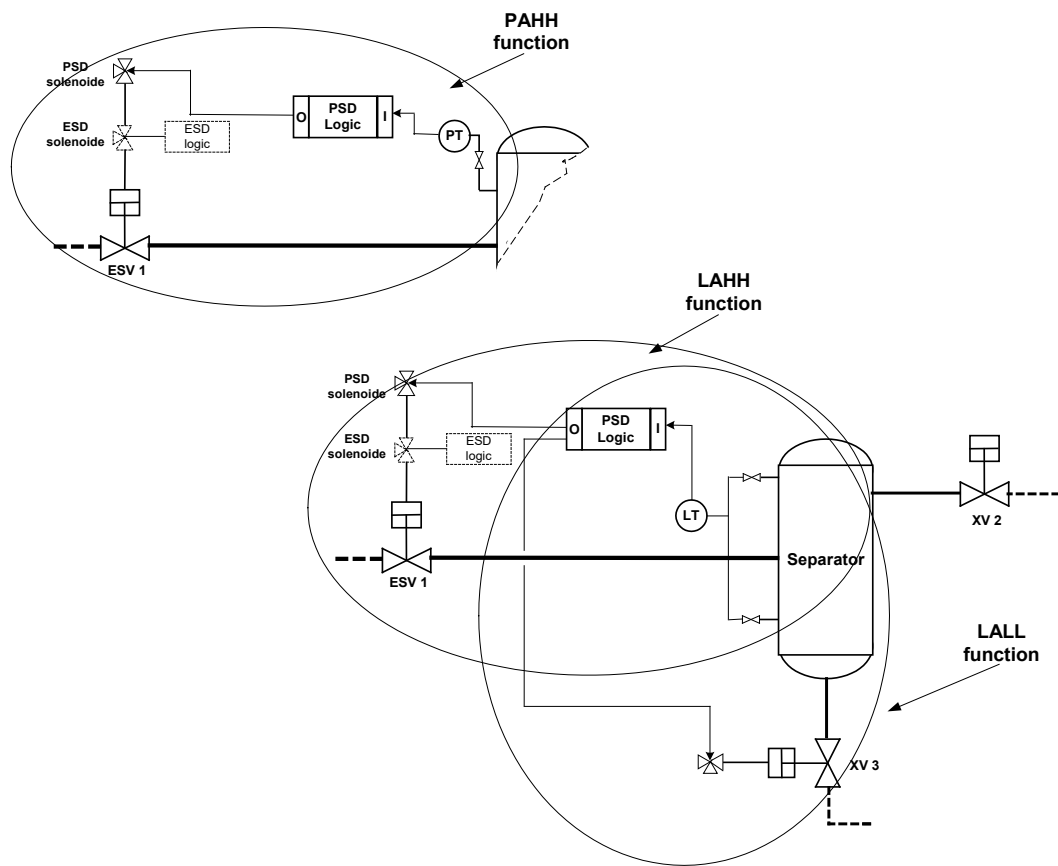 PAHH
function
PSD
solenoide
O
PSD
Logic
I
ESD
solenoide
ESD
logic
PT
ESV 1
LAHH
function
PSD
solenoide
O
PSD
Logic
I
ESD
solenoide
ESD
logic
LT
XV 2
Separator
ESV 1
LALL
function
XV 3